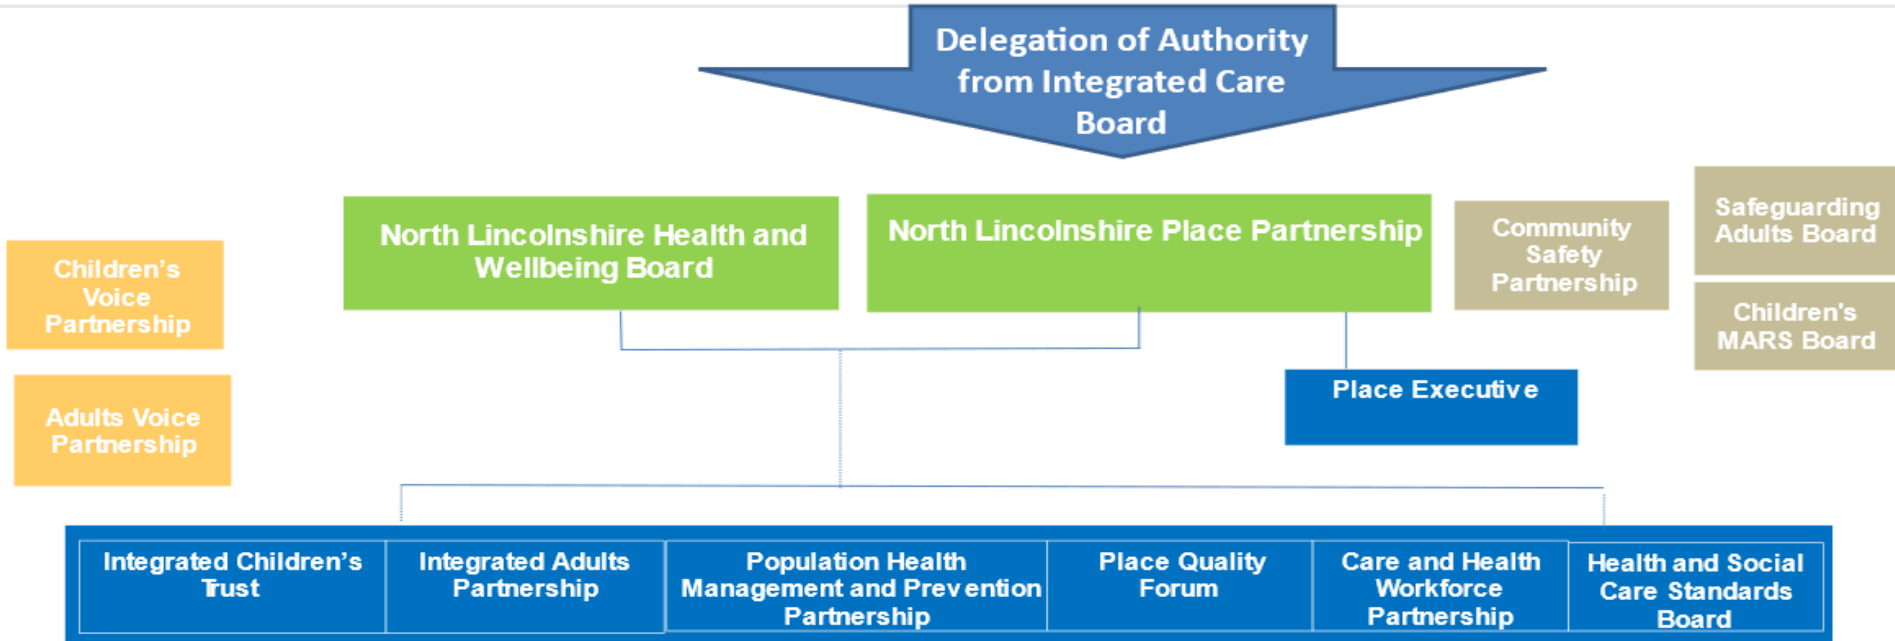 Delegation of Authority
from Integrated Care
Board
North Lincolnshire Health and
Wellbeing Board
North Lincolnshire Place Partnership
Community
Safety
Partnership
Safeguarding
Adults Board
Children's
MARS Board
Children’s
Voice
Partnership
Adults Voice
Partnership
Place Executive
Integrated Children’s
Trust
Integrated Adults
Partnership
Population Health
Management and Prevention
Partnership
Place Quality
Forum
Care and Health
Workforce
Partnership
Health and Social
Care Standards
Board